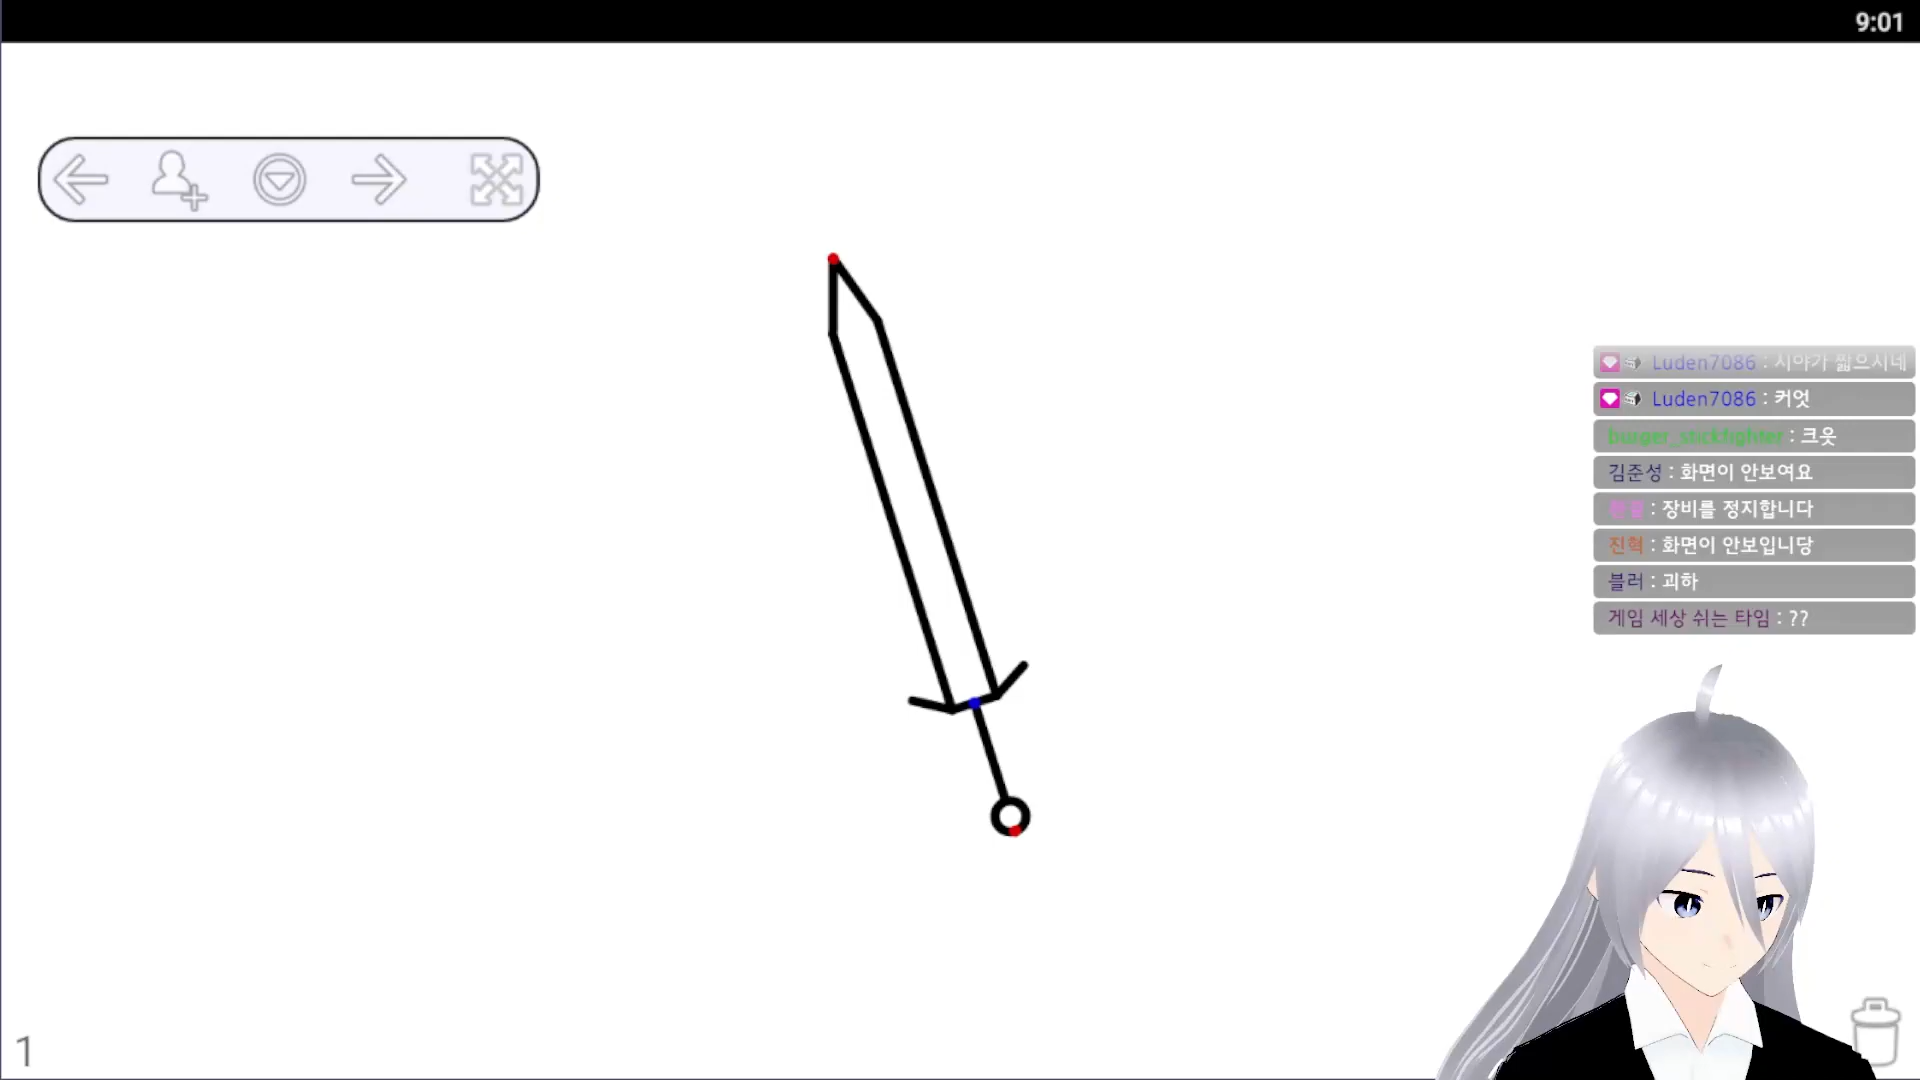 9:01
Luden7086 : 시야가 짧으시네
Luden7086 : 커엇
burger_stickfighter : 크읏
김준성 : 화면이 안보여요
: 장비를 정지합니다
진혁 : 화면이 안보입니당
블러 : 괴하
게임 세상 쉬는 타임 : ??
1